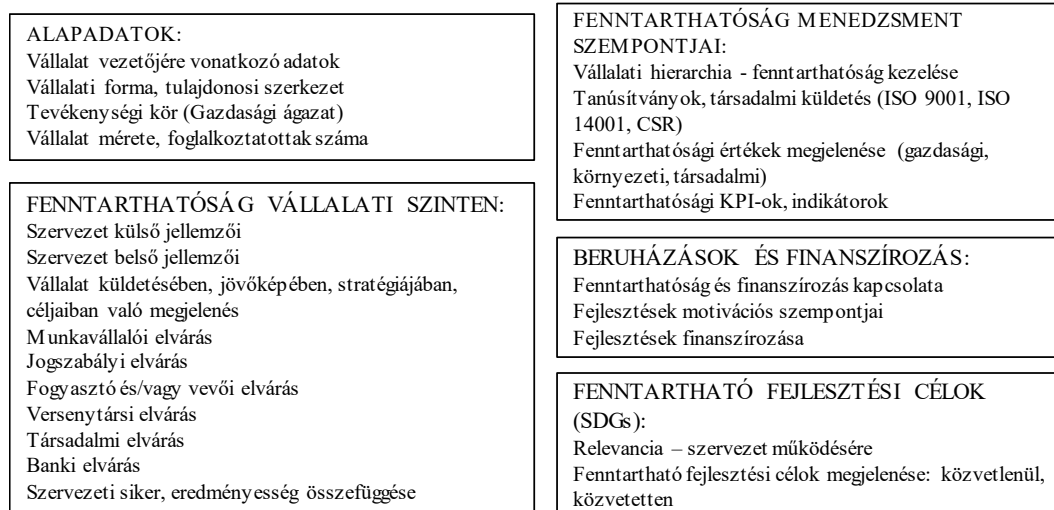 ALAPADATOK:
Vállalat vezetőjére vonatkozó adatok
Vállalati forma, tulajdonosi szerkezet
Tevékenységi kör (Gazdasági ágazat)
Vállalat mérete, foglalkoztatottak száma
FENNTARTHATÓSÁG VÁLLALATI SZINTEN:
Szervezet külső jellemzői
Szervezet belső jellemzői
Vállalat küldetésében, jövőképében, stratégiájában,
céljaiban való megjelenés
Munkavállalói elvárás
Jogszabályi elvárás
Fogyasztó és/vagy vevői elvárás
Versenytársi elvárás
Társadalmi elvárás
Banki elvárás
Szervezeti siker, eredményesség összefüggése
FENNTARTHATÓSÁG MENEDZSMENT
SZEMPONTJAI:
Vállalati hierarchia - fenntarthatóság kezelése
Tanúsítványok, társadalmi küldetés (ISO 9001, ISO
14001, CSR)
Fenntarthatósági értékek megjelenése (gazdasági,
környezeti, társadalmi)
Fenntarthatósági KPI-ok, indikátorok
BERUHÁZÁSOK ÉS FINANSZÍROZÁS:
Fenntarthatóság és finanszírozás kapcsolata
Fejlesztések motivációs szempontjai
Fejlesztések finanszírozása
FENNTARTHATÓ FEJLESZTÉSI CÉLOK
(SDGs):
Relevancia – szervezet működésére
Fenntartható fejlesztési célok megjelenése: közvetlenül,
közvetetten